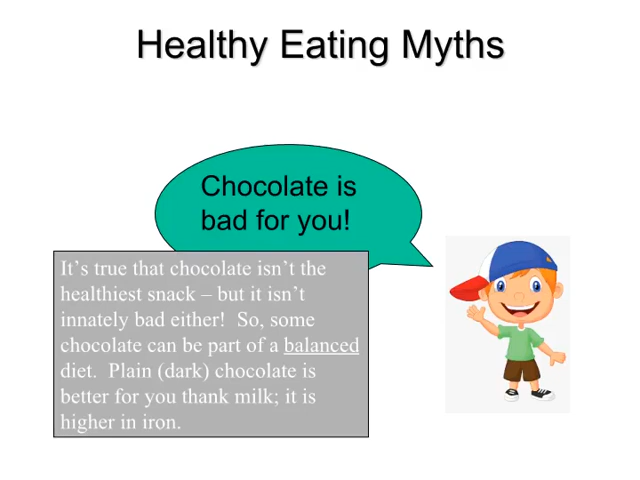 Healthy Eating Myths
Chocolate is
bad for you!
It’s true that chocolate isn’t the
healthiest snack – but it isn’t
innately bad either!  So, some
chocolate can be part of a balanced
diet.  Plain (dark) chocolate is
better for you thank milk; it is
higher in iron.